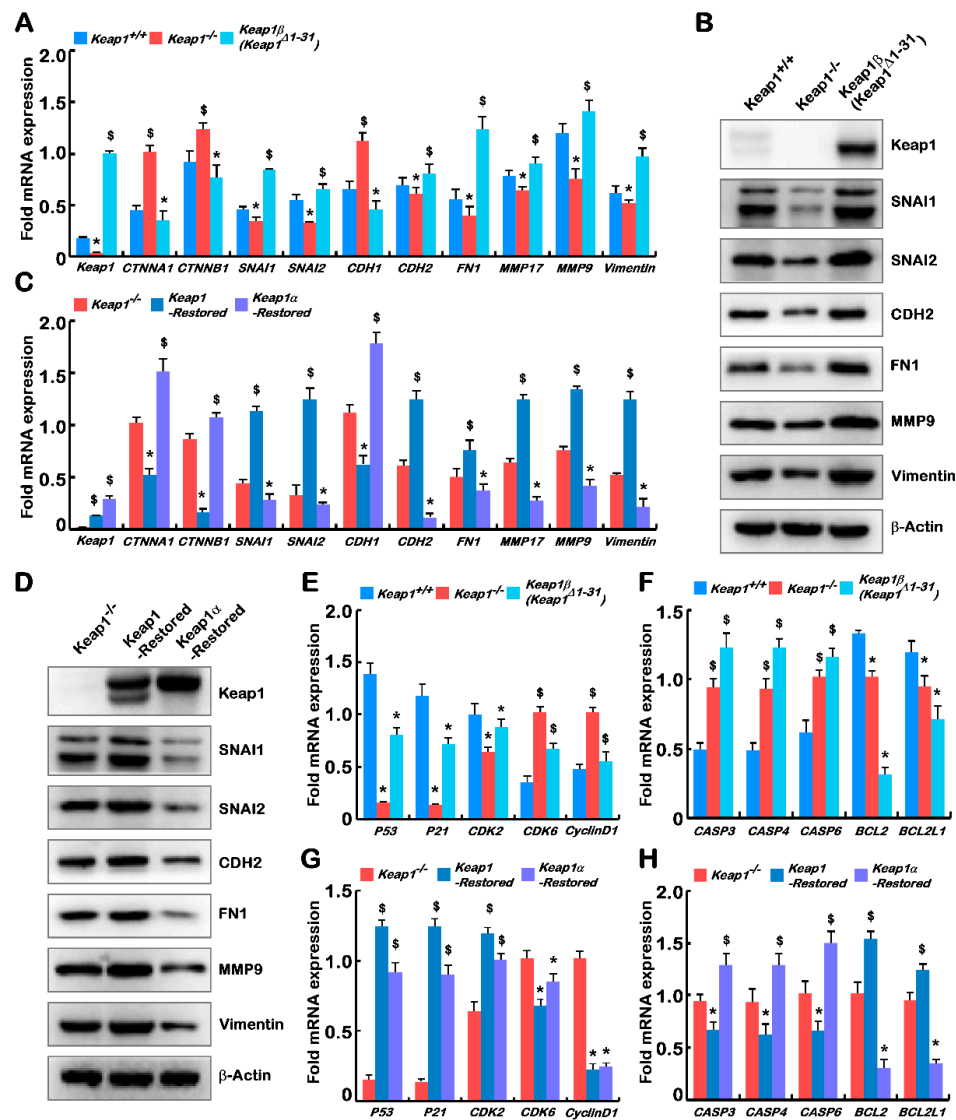 A
Keap1+/+ Keap1-/- Keap1β
(Keap1Δ1-31)
Fold mRNA expression
2.0
1.5
1.0
0.5
0
$ $ $ $ $ $ $ $ $ $ $
* * * * * * * * * * *
Keap1 CTNNA1 CTNNB1 SNAI1 SNAI2 CDH1 CDH2 FN1 MMP17 MMP9 Vimentin
B
Keap1+/+ Keap1-/- Keap1β
(Keap1Δ1-31)
Keap1
SNAI1
SNAI2
CDH2
FN1
MMP9
Vimentin
β-Actin
C
Keap1-/- Keap1 Keap1α
-Restored -Restored
Fold mRNA expression
2.0
1.5
1.0
0.5
0
$ $ $ $ $ $ $ $ $ $ $ $
* * * * * * * * * *
Keap1 CTNNA1 CTNNB1 SNAI1 SNAI2 CDH1 CDH2 FN1 MMP17 MMP9 Vimentin
D
Keap1-/- Keap1 Keap1α
-Restored -Restored
Keap1
SNAI1
SNAI2
CDH2
FN1
MMP9
Vimentin
β-Actin
E
Keap1+/+ Keap1-/- Keap1β
(Keap1Δ1-31)
Fold mRNA expression
2.0
1.5
1.0
0.5
0
* * * * * * $ $ $ $
P53 P21 CDK2 CDK6 CyclinD1
F
Keap1+/+ Keap1-/- Keap1β
(Keap1Δ1-31)
Fold mRNA expression
1.5
1.0
0.5
0
$ $ $ $ $ $ * * * *
CASP3 CASP4 CASP6 BCL2 BCL2L1
G
Keap1-/- Keap1 Keap1α
-Restored -Restored
Fold mRNA expression
1.5
1.0
0.5
0
$ $ $ $ $ $ * * * *
P53 P21 CDK2 CDK6 CyclinD1
H
Keap1-/- Keap1 Keap1α
-Restored -Restored
Fold mRNA expression
2.0
1.5
1.0
0.5
0
* $ * $ * $ $ * $ *
CASP3 CASP4 CASP6 BCL2 BCL2L1